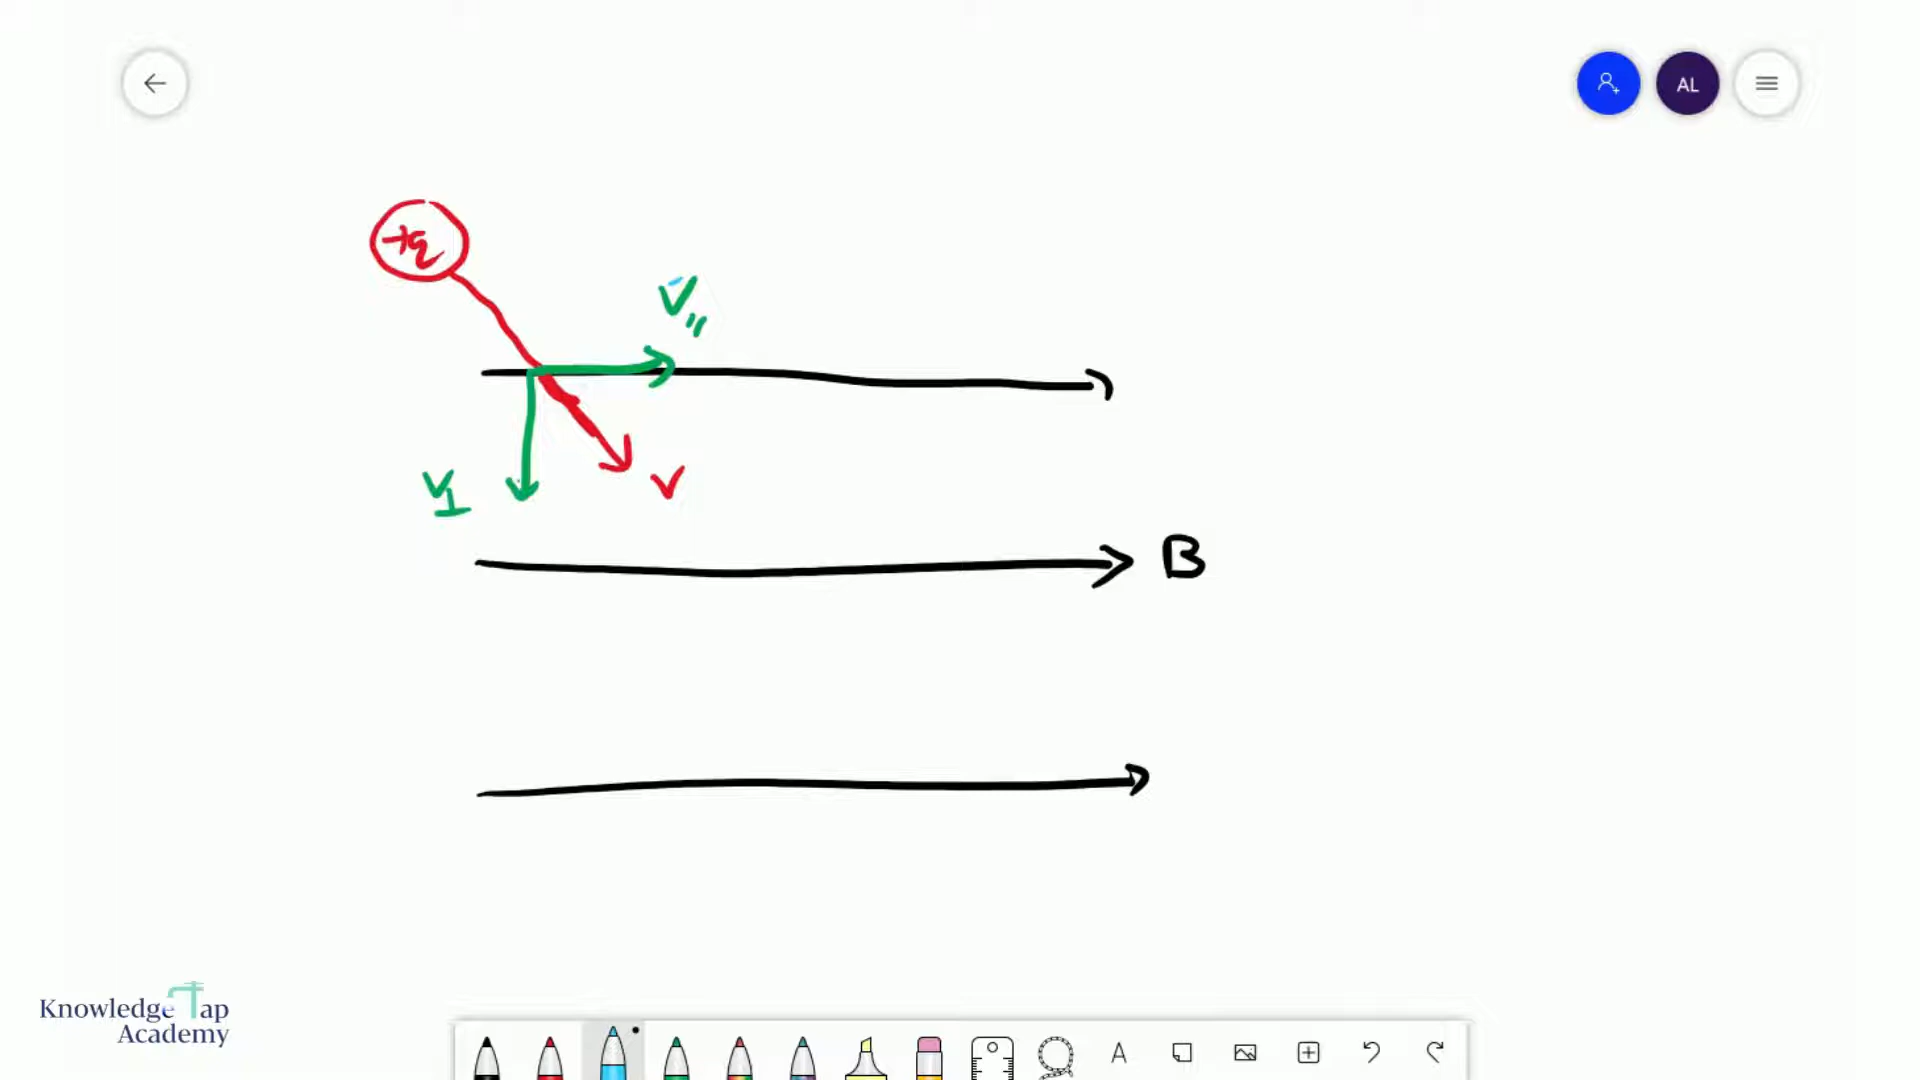 AL
+q
V||
V⊥
V
B
Knowledge Tap
Academy
A